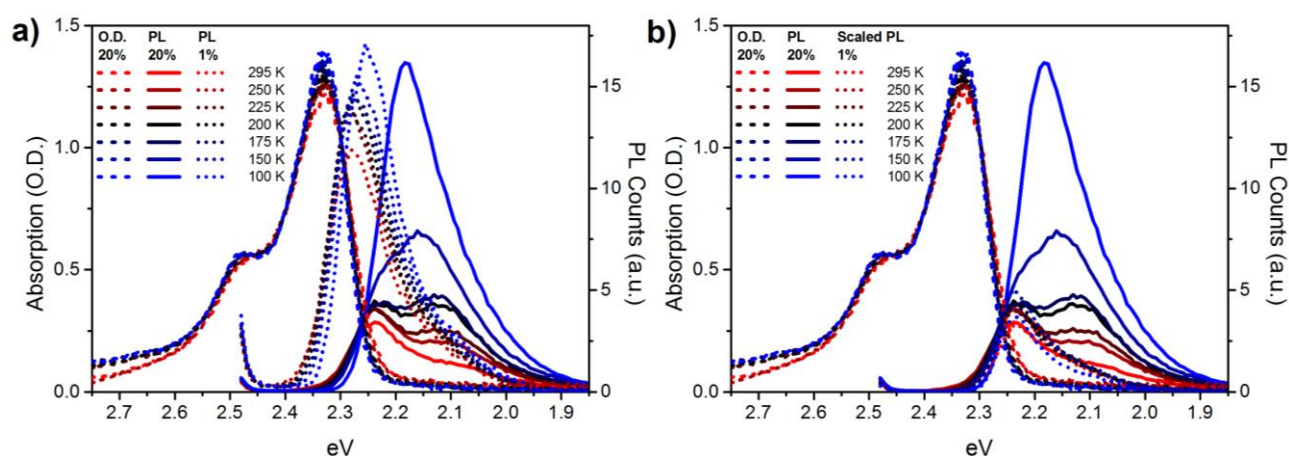 a)
O.D. PL PL
20% 20% 1%
295 K
250 K
225 K
200 K
175 K
150 K
100 K
Absorption (O.D.)
1.5
1.0
0.5
0.0
PL Counts (a.u.)
15
10
5
0
2.7 2.6 2.5 2.4 2.3 2.2 2.1 2.0 1.9
eV
b)
O.D. PL Scaled PL
20% 20% 1%
295 K
250 K
225 K
200 K
175 K
150 K
100 K
Absorption (O.D.)
1.5
1.0
0.5
0.0
PL Counts (a.u.)
15
10
5
0
2.7 2.6 2.5 2.4 2.3 2.2 2.1 2.0 1.9
eV